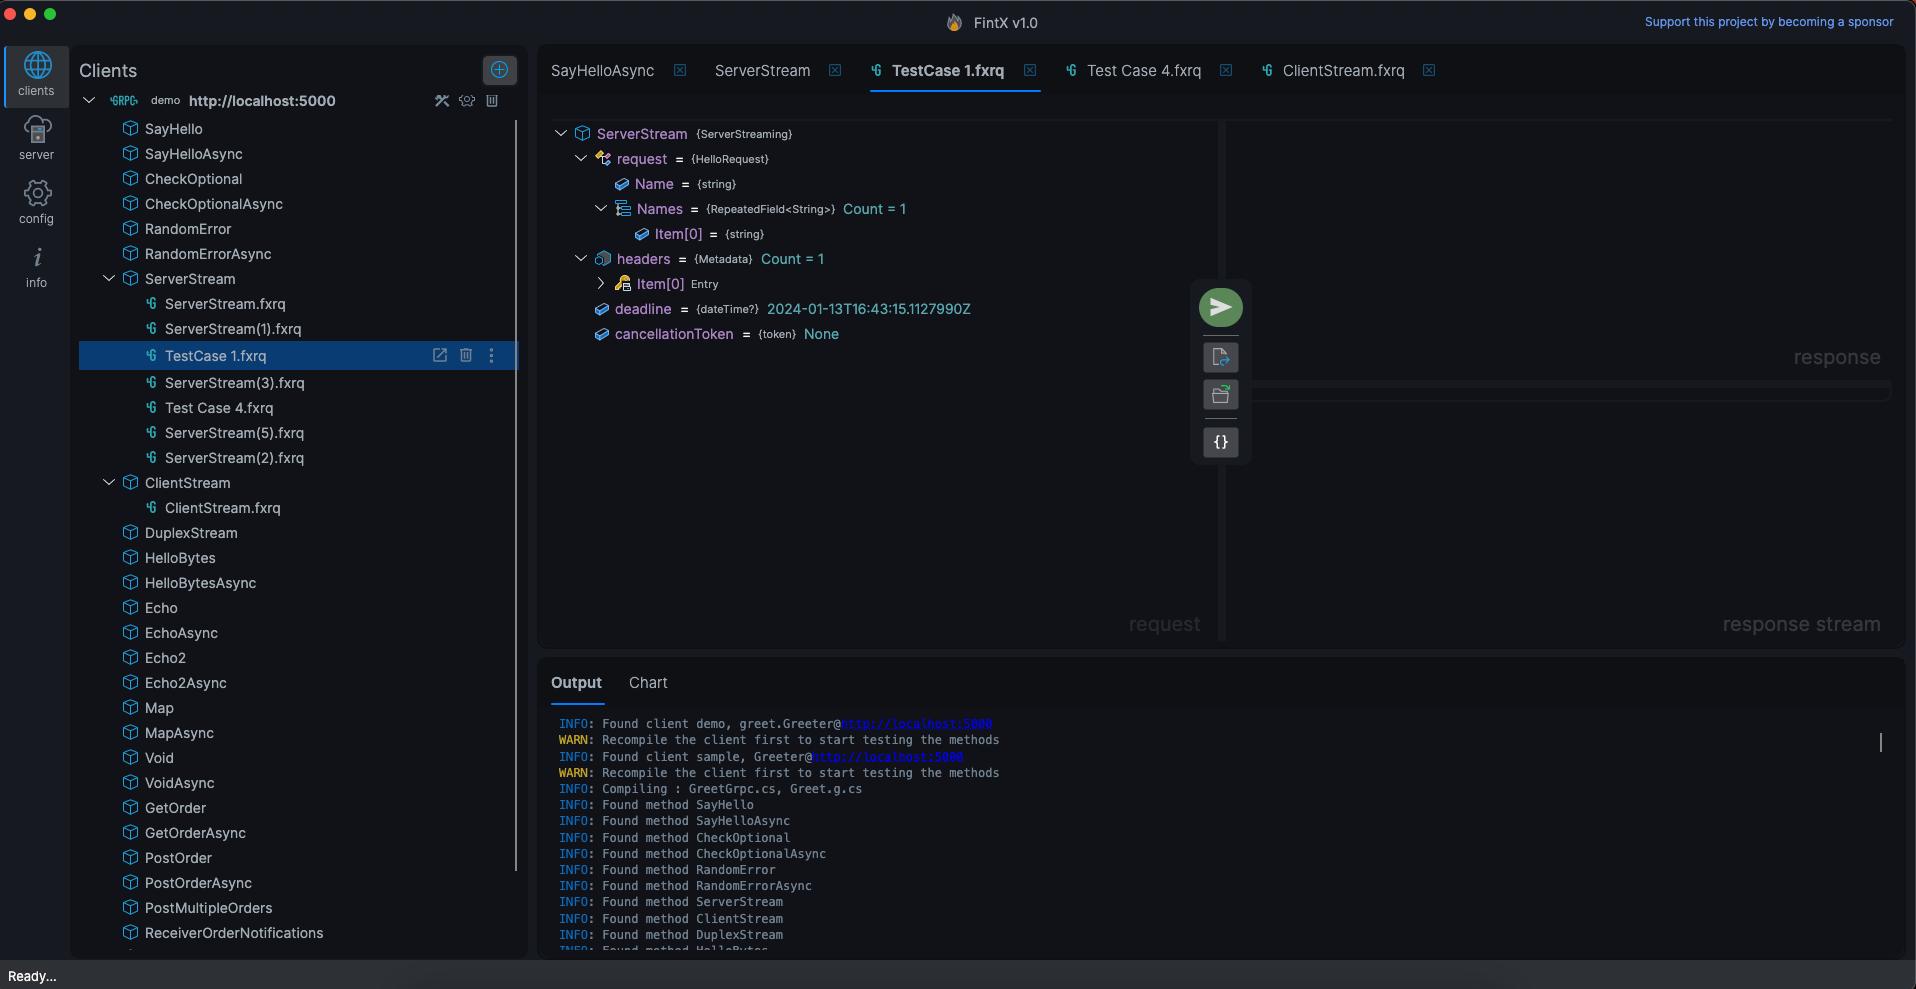 FintX v1.0
Support this project by becoming a sponsor
clients
server
config
info
Clients
GRPC demo http://localhost:5000
SayHello
SayHelloAsync
CheckOptional
CheckOptionalAsync
RandomError
RandomErrorAsync
ServerStream
ServerStream.fxrq
ServerStream(1).fxrq
TestCase 1.fxrq
ServerStream(3).fxrq
Test Case 4.fxrq
ServerStream(5).fxrq
ServerStream(2).fxrq
ClientStream
ClientStream.fxrq
DuplexStream
HelloBytes
HelloBytesAsync
Echo
EchoAsync
Echo2
Echo2Async
Map
MapAsync
Void
VoidAsync
GetOrder
GetOrderAsync
PostOrder
PostOrderAsync
PostMultipleOrders
ReceiverOrderNotifications
SayHelloAsync ServerStream TestCase 1.fxrq Test Case 4.fxrq ClientStream.fxrq
ServerStream {ServerStreaming}
request = {HelloRequest}
Name = {string}
Names = {RepeatedField<String>} Count = 1
Item[0] = {string}
headers = {Metadata} Count = 1
Item[0] Entry
deadline = {dateTime?} 2024-01-13T16:43:15.1127990Z
cancellationToken = {token} None
request
{}
response
response stream
Output Chart
INFO: Found client demo, greet.Greeter@http://localhost:5000
WARN: Recompile the client first to start testing the methods
INFO: Found client sample, Greeter@http://localhost:5000
WARN: Recompile the client first to start testing the methods
INFO: Compiling : GreetGrpc.cs, Greet.g.cs
INFO: Found method SayHello
INFO: Found method SayHelloAsync
INFO: Found method CheckOptional
INFO: Found method CheckOptionalAsync
INFO: Found method RandomError
INFO: Found method RandomErrorAsync
INFO: Found method ServerStream
INFO: Found method ClientStream
INFO: Found method DuplexStream
INFO: Found method HelloBytes
Ready...